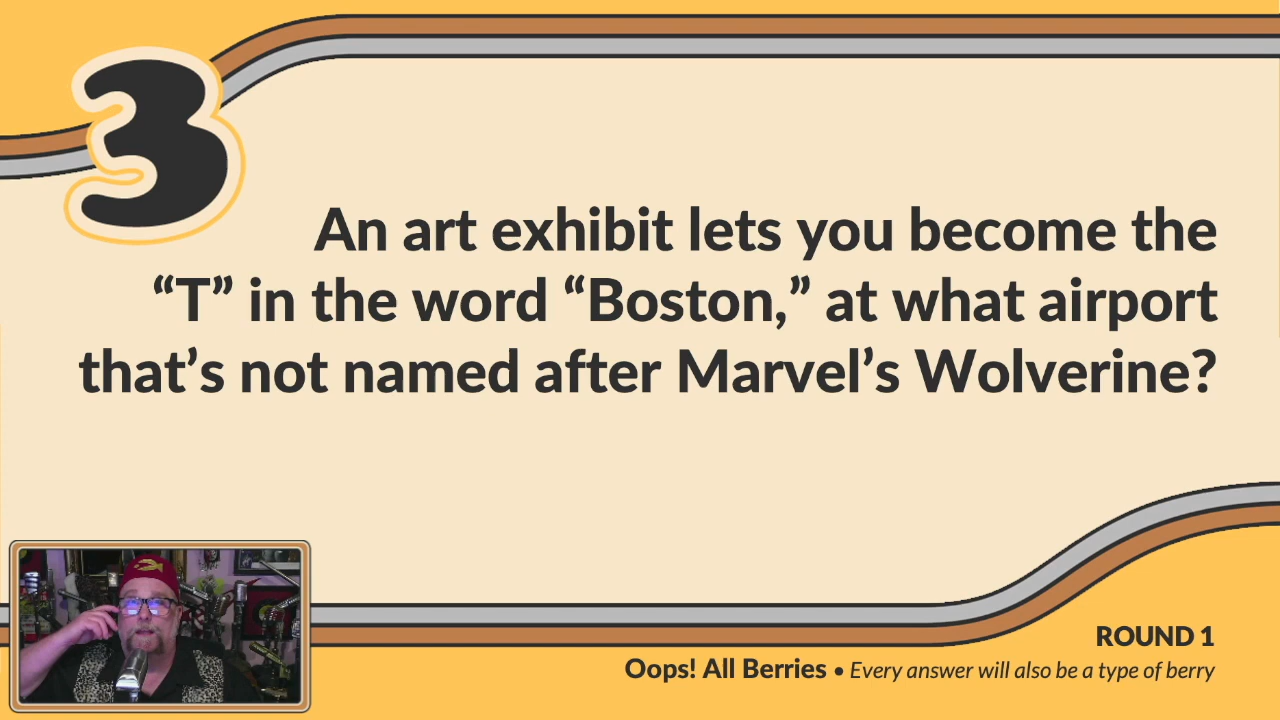 3
An art exhibit lets you become the
“T” in the word “Boston,” at what airport
that’s not named after Marvel’s Wolverine?
ROUND 1
Oops! All Berries • Every answer will also be a type of berry